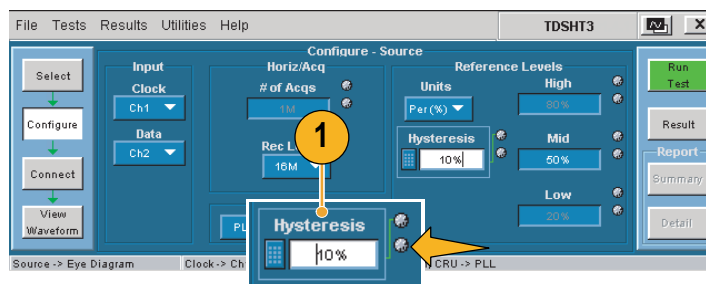 File Tests Results Utilities Help TDSHT3 X
Configure - Source
Select
Configure
Connect
View
Waveform
Input
Clock
Ch1
Data
Ch2
Horiz/Acq
# of Acqs
1M
16M
Reference Levels
Units
Per(%)
Hysteresis
10%
High
80%
Mid
50%
Low
20%
Run
Test
Result
Report
Summary
Detail
1
Hysteresis
10%
Source -> Eye Diagram Clock -> Ch CRU -> PLL